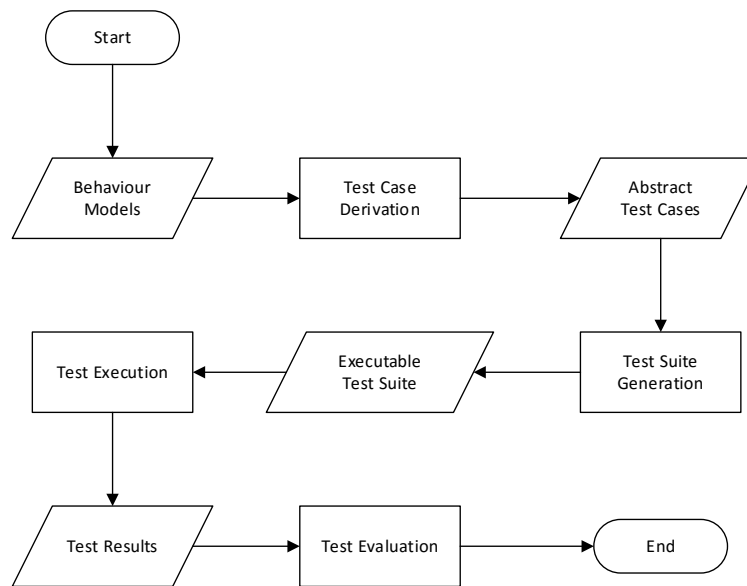 Start
Behaviour
Models
Test Case
Derivation
Abstract
Test Cases
Test Execution
Executable
Test Suite
Test Suite
Generation
Test Results
Test Evaluation
End